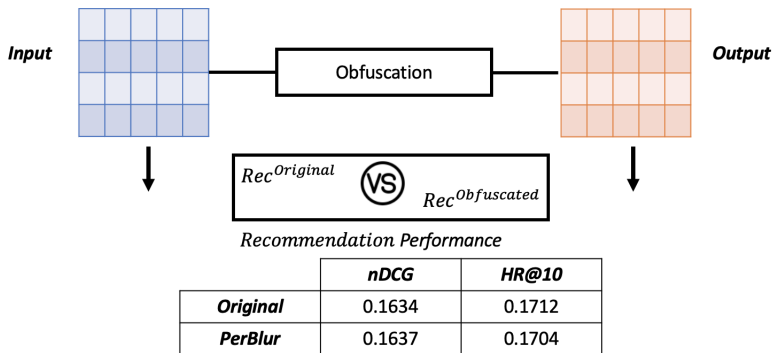 Input
Obfuscation
Output
Rec^Original
VS
Rec^Obfuscated
Recommendation Performance
nDCG HR@10
Original 0.1634 0.1712
PerBlur 0.1637 0.1704